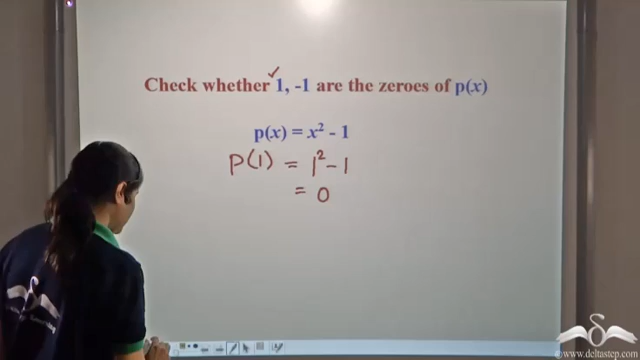 Check whether 1, -1 are the zeroes of p(x)
p(x) = x² - 1
P(1) = 1² - 1
= 0
www.deltastep.com